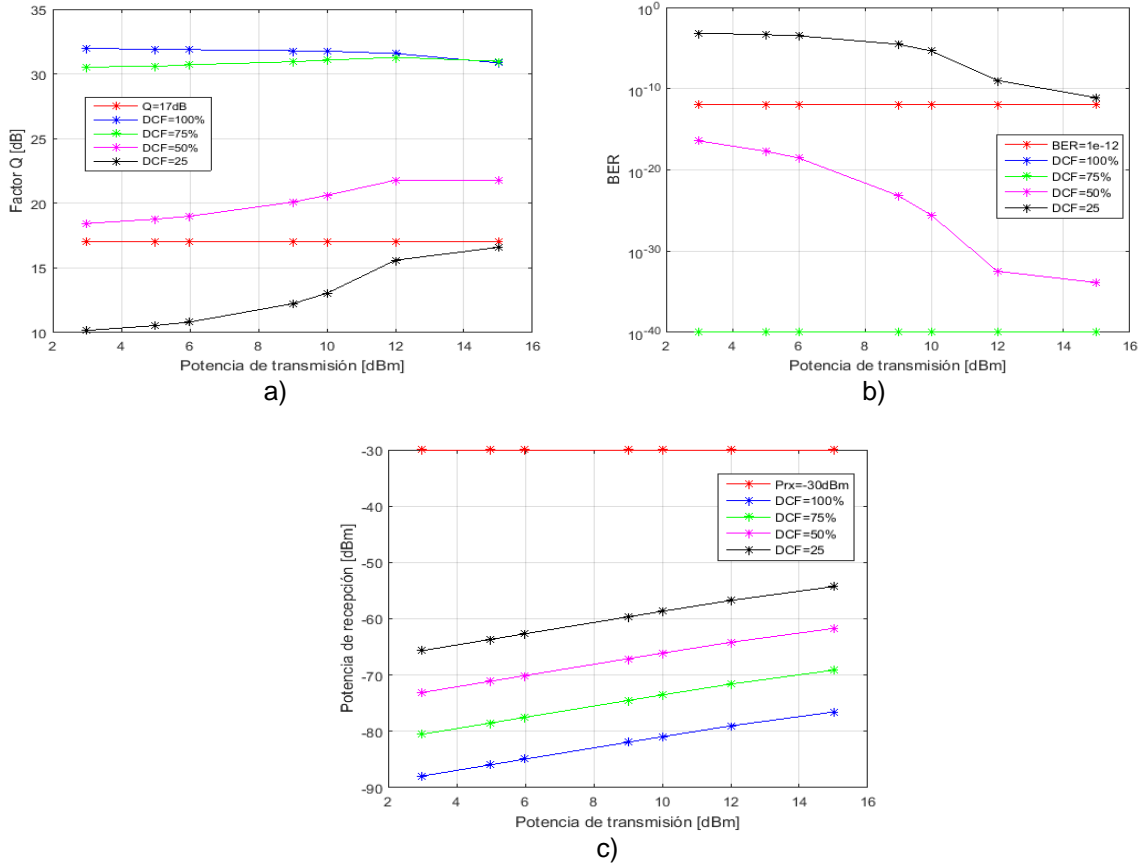 35
30
25
20
15
10
Factor Q [dB]
Q=17dB
DCF=100%
DCF=75%
DCF=50%
DCF=25
2 4 6 8 10 12 14 16
Potencia de transmisión [dBm]
a)
10^0
10^-10
10^-20
10^-30
10^-40
BER
BER=1e-12
DCF=100%
DCF=75%
DCF=50%
DCF=25
2 4 6 8 10 12 14 16
Potencia de transmisión [dBm]
b)
-30
-40
-50
-60
-70
-80
-90
Potencia de recepción [dBm]
Prx=-30dBm
DCF=100%
DCF=75%
DCF=50%
DCF=25
2 4 6 8 10 12 14 16
Potencia de transmisión [dBm]
c)